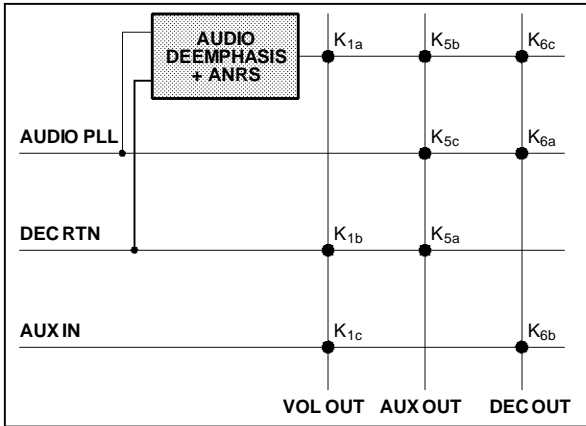 AUDIO
DEEMPHASIS
+ ANRS
K1a K5b K6c
AUDIO PLL
K5c K6a
DEC RTN
K1b K5a
AUX IN
K1c K6b
VOL OUT AUX OUT DEC OUT